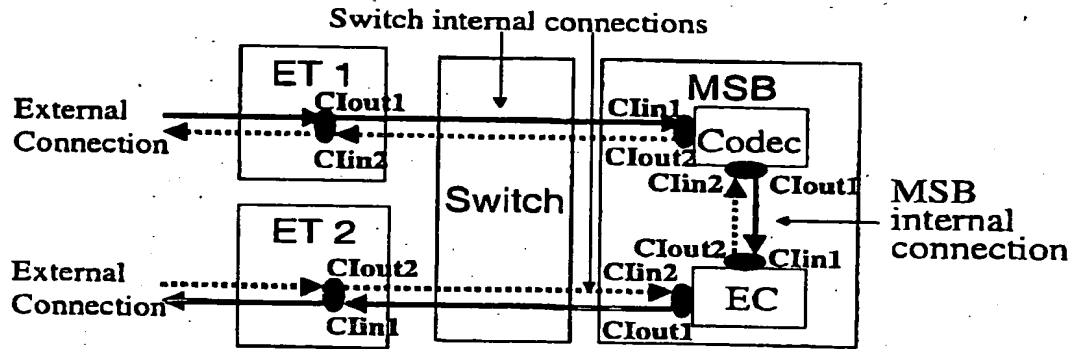 Switch internal connections
ET 1
MSB
External
Connection
CIout1
CIin2
CIin1
CIout2
Codec
CIin2
CIout1
Switch
MSB
internal
connection
ET 2
CIout2
CIin1
External
Connection
CIout2
CIin1
CIin2
CIout1
EC